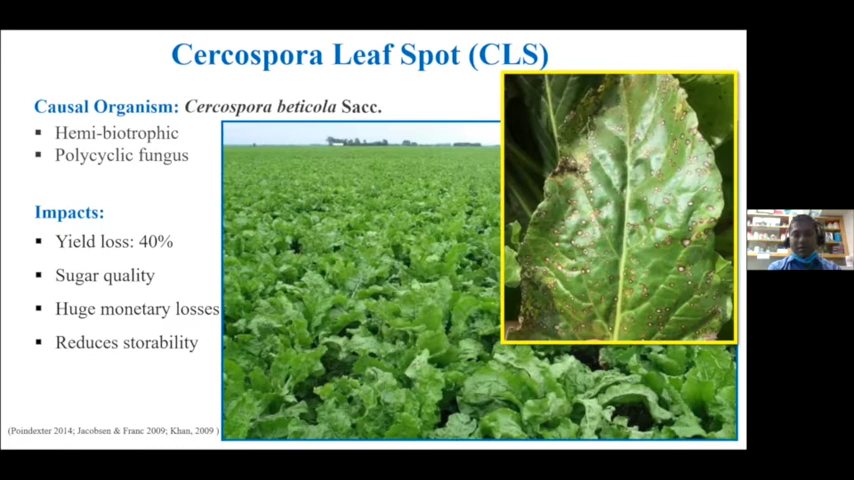 Cercospora Leaf Spot (CLS)
Causal Organism: Cercospora beticola Sacc.
▪ Hemi-biotrophic
▪ Polycyclic fungus
Impacts:
▪ Yield loss: 40%
▪ Sugar quality
▪ Huge monetary losses
▪ Reduces storability
(Poindexter 2014; Jacobsen & Franc 2009; Khan, 2009 )